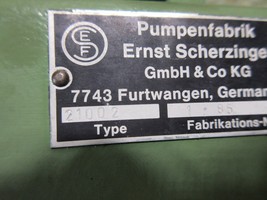 Pumpenfabrik
Ernst Scherzinge
GmbH & Co KG
7743 Furtwangen, German
Type
Fabrikations-N